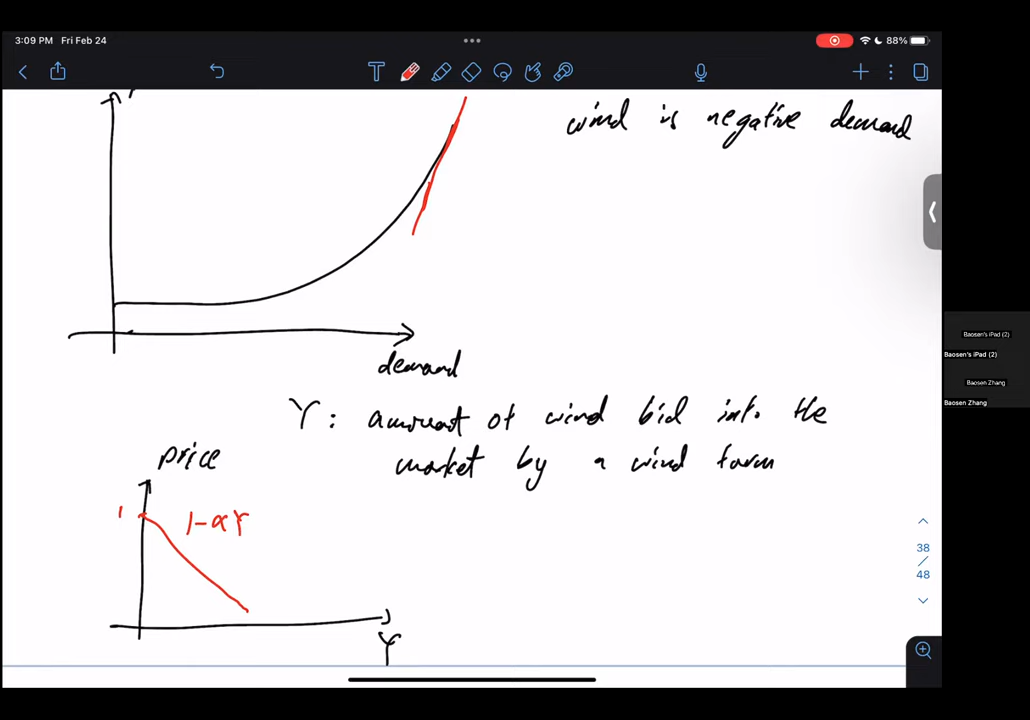 3:09 PM Fri Feb 24
88%
wind is negative demand
demand
Y: amount of wind bid into the
market by a wind farm
price
1
1-αY
Y
38
/
48
Baosen's iPad (2)
Baosen's iPad (2)
Baosen Zhang
Baosen Zhang